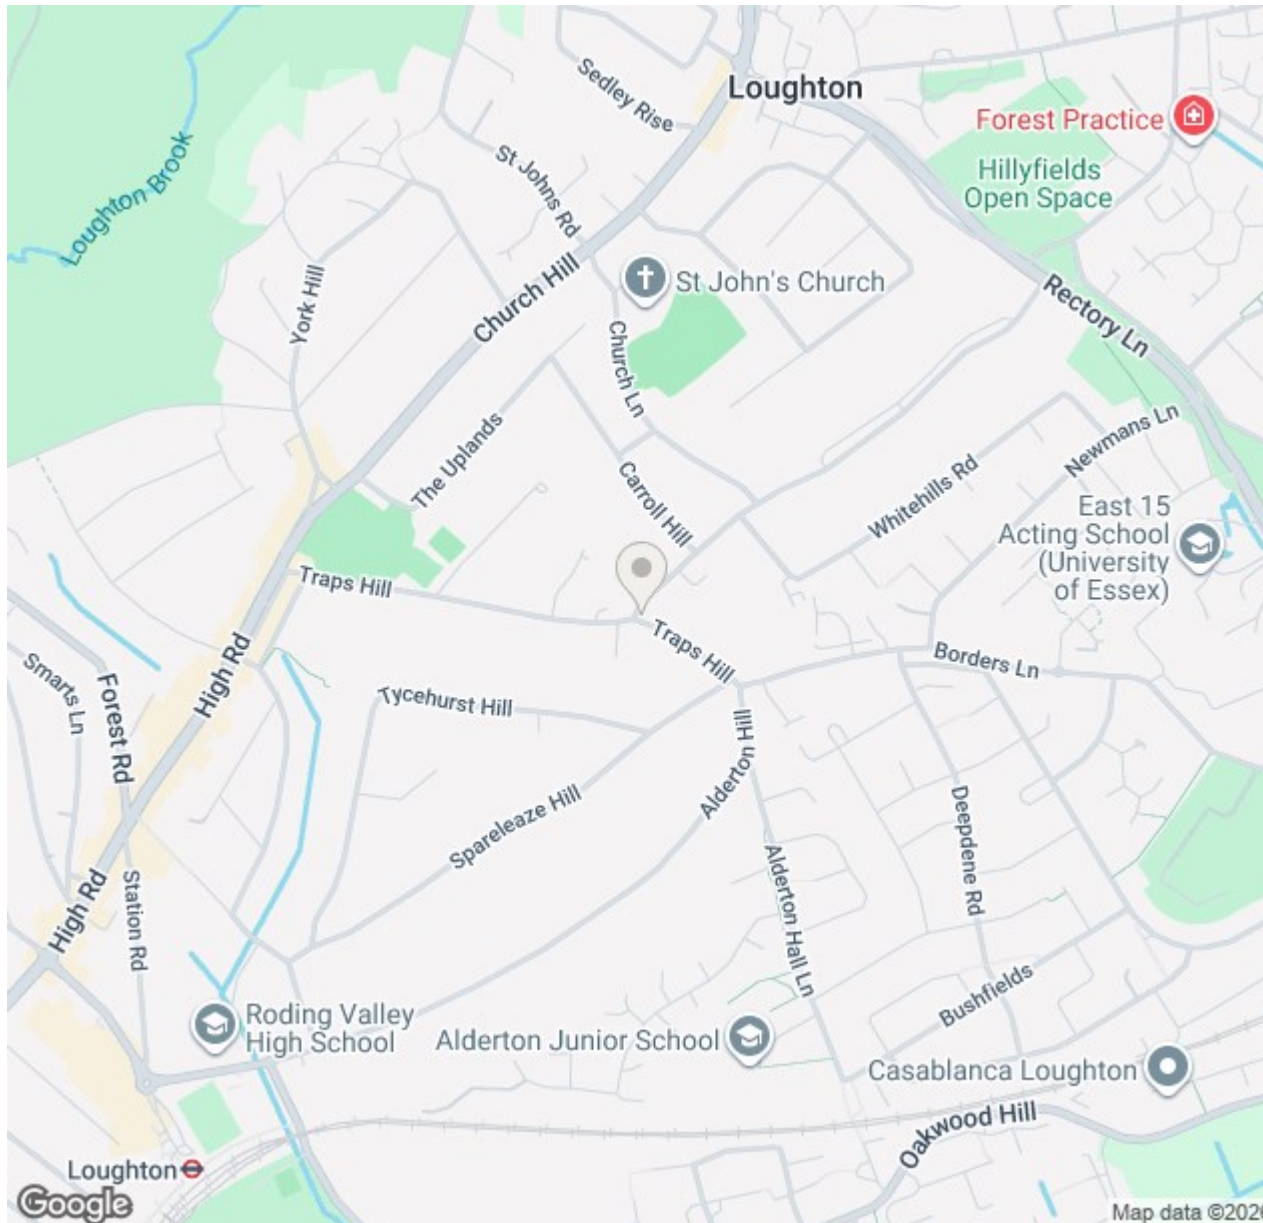 Loughton
Sedley Rise
Forest Practice
Hillyfields
Open Space
Loughton Brook
St Johns Rd
Church Hill
St John's Church
York Hill
Rectory Ln
Church Ln
The Uplands
Carroll Hill
Whitehills Rd
Newmans Ln
East 15
Acting School
(University
of Essex)
Traps Hill
Traps Hill
Borders Ln
High Rd
Smarts Ln
Forest Rd
Tycehurst Hill
Alderton Hill
Spareleaze Hill
Deepdene Rd
Alderton Hall Ln
High Rd
Station Rd
Bushfields
Roding Valley
High School
Alderton Junior School
Casablanca Loughton
Oakwood Hill
Loughton
Google
Map data ©2026